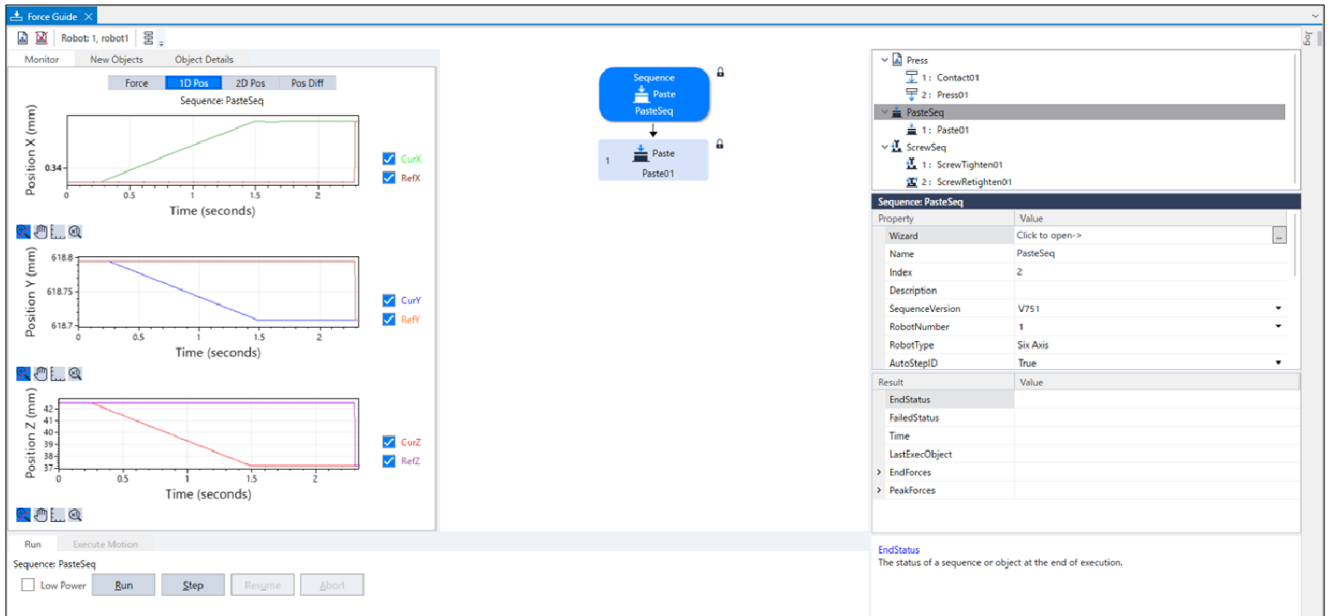 Force Guide
Robot: 1, robot1
Jog
Monitor New Objects Object Details
Force 1D Pos 2D Pos Pos Diff
Sequence: PasteSeq
Position X (mm)
0.34
CurX
RefX
0 0.5 1 1.5 2
Time (seconds)
Position Y (mm)
618.8
618.75
618.7
CurY
RefY
0 0.5 1 1.5 2
Time (seconds)
Position Z (mm)
42
41
40
39
38
37
CurZ
RefZ
0 0.5 1 1.5 2
Time (seconds)
Sequence
Paste
PasteSeq
1 Paste
Paste01
Press
1: Contact01
2: Press01
PasteSeq
1: Paste01
ScrewSeq
1: ScrewTighten01
2: ScrewRetighten01
Sequence: PasteSeq
Property Value
Wizard Click to open-> ...
Name PasteSeq
Index 2
Description
SequenceVersion V751
RobotNumber 1
RobotType Six Axis
AutoStepID True
Result Value
EndStatus
FailedStatus
Time
LastExecObject
EndForces
PeakForces
EndStatus
The status of a sequence or object at the end of execution.
Run Execute Motion
Sequence: PasteSeq
Low Power Run Step Resume Abort